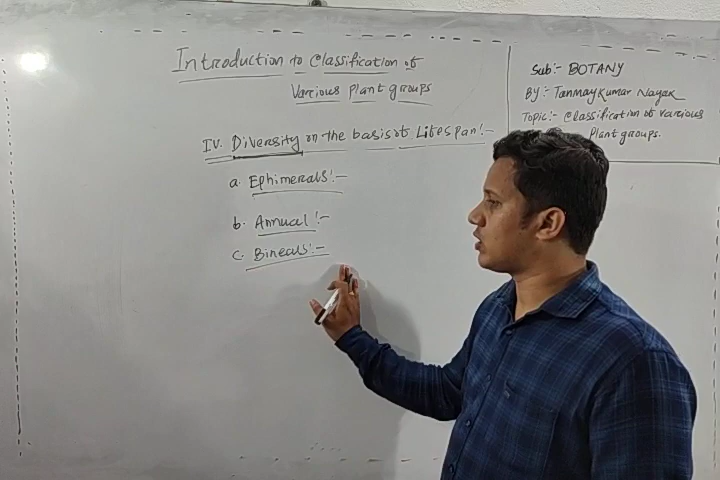 Introduction to Classification of
Various Plant groups
IV. Diversity on the basis of Lifespan:-
a. Ephimerals:-
b. Annual:-
c. Bineals:-
Sub:- BOTANY
By:- Tanmay Kumar Nayak
Topic:- Classification of various
Plant groups.